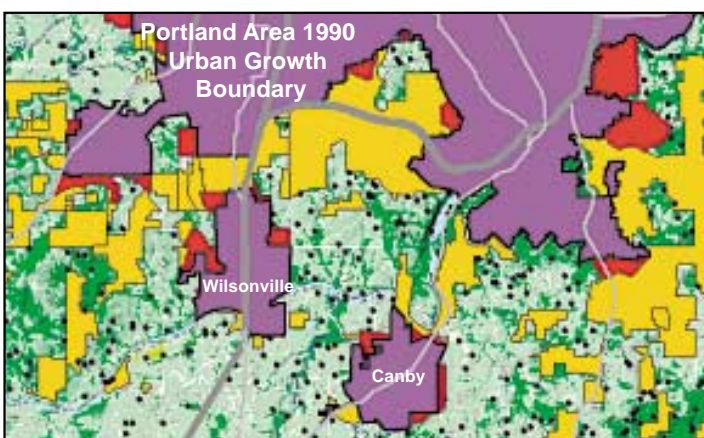 Portland Area 1990
Urban Growth
Boundary
Wilsonville
Canby